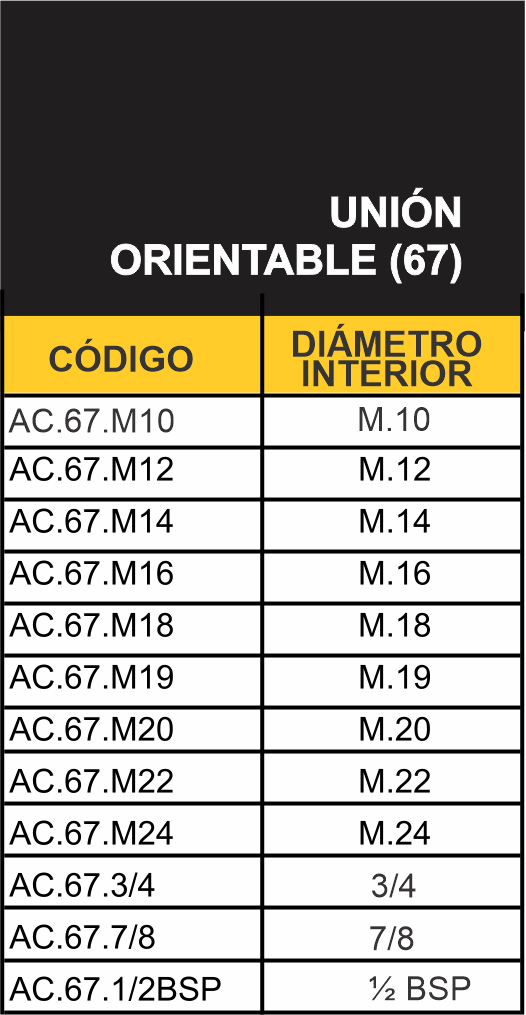 UNIÓN
ORIENTABLE (67)
CÓDIGO DIÁMETRO
INTERIOR
AC.67.M10 M.10
AC.67.M12 M.12
AC.67.M14 M.14
AC.67.M16 M.16
AC.67.M18 M.18
AC.67.M19 M.19
AC.67.M20 M.20
AC.67.M22 M.22
AC.67.M24 M.24
AC.67.3/4 3/4
AC.67.7/8 7/8
AC.67.1/2BSP ½ BSP